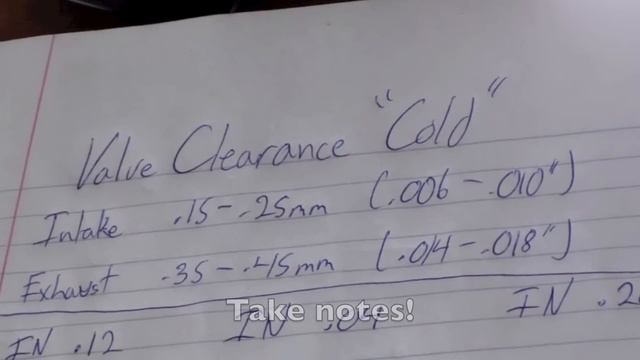 Valve Clearance "Cold"
Intake .15-.25mm (.006-.010")
Exhaust .35-.45mm (.014-.018")
Take notes!
IN .12 IN IN